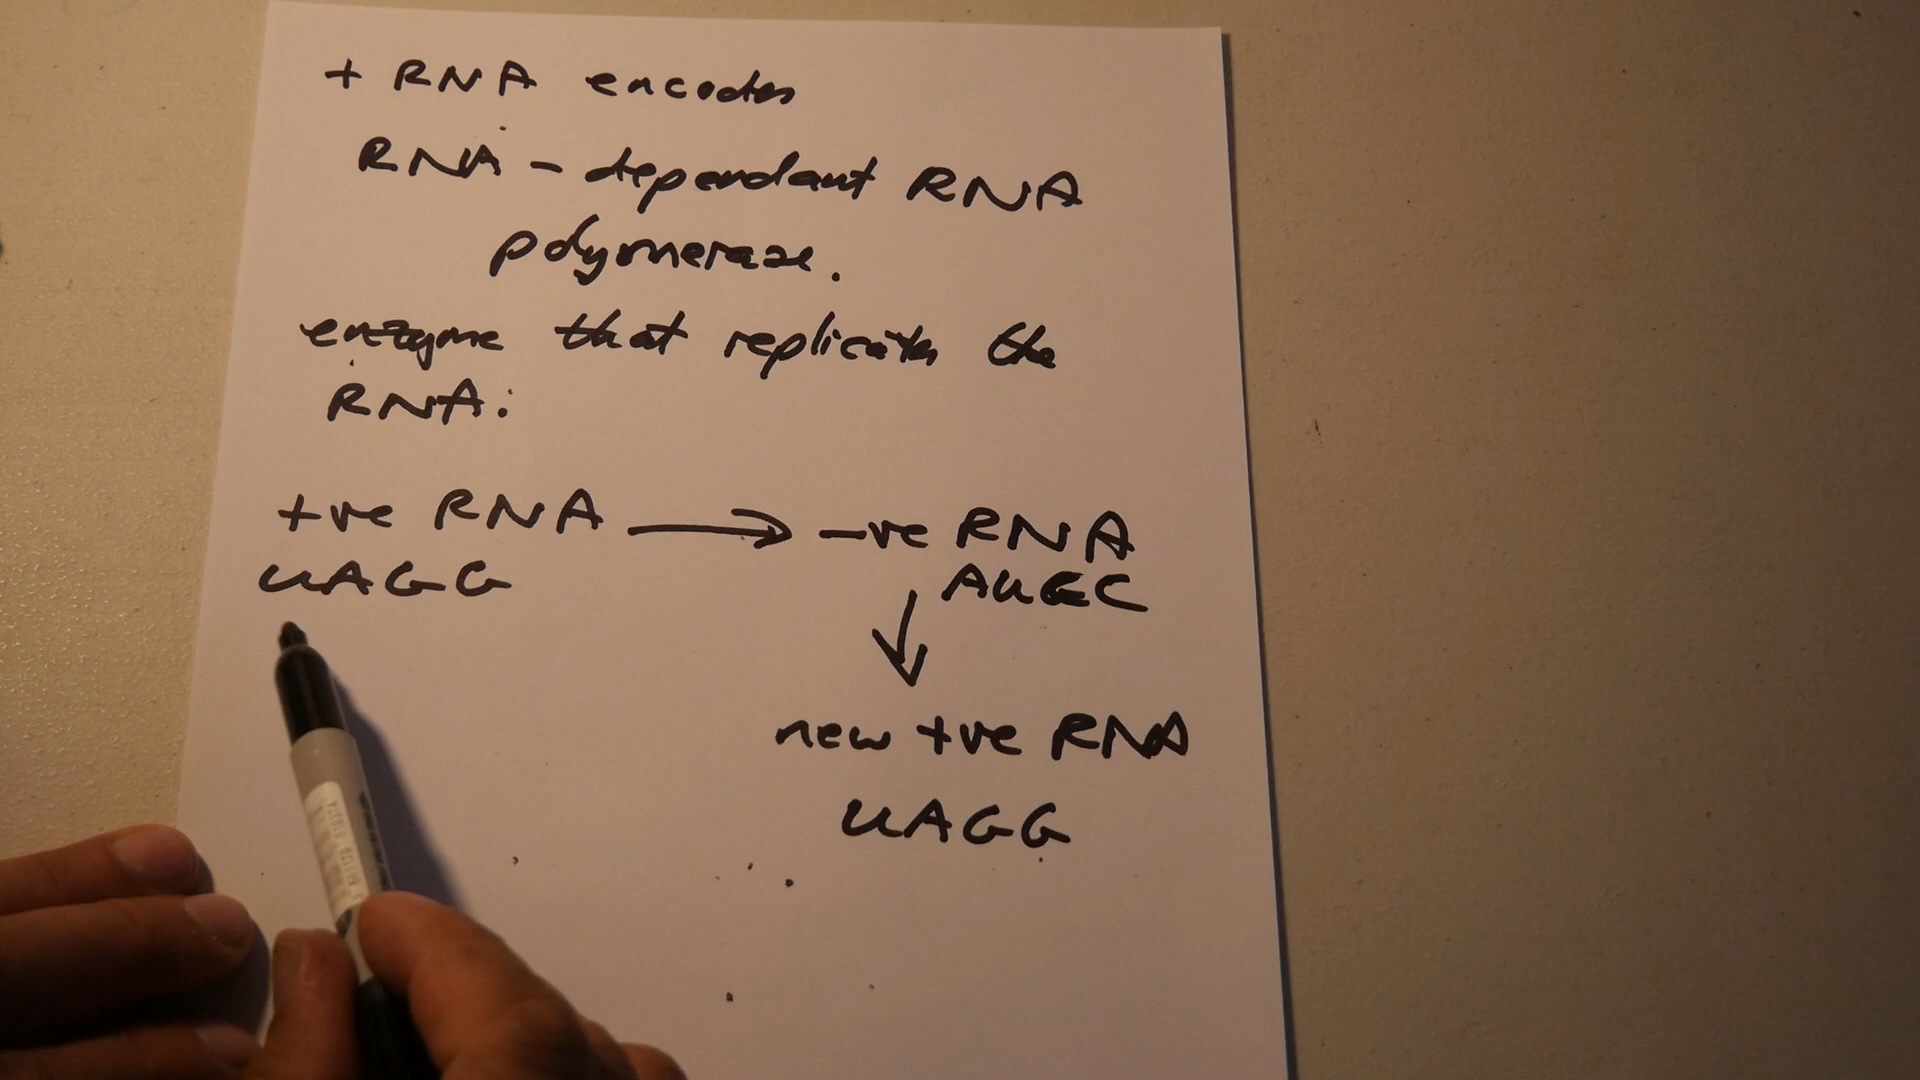 + RNA encodes
RNA - dependant RNA
polymerase.
enzyme that replicates the
RNA.
+ve RNA → -ve RNA
UAGG AUCC
↓
new +ve RNA
UAGG